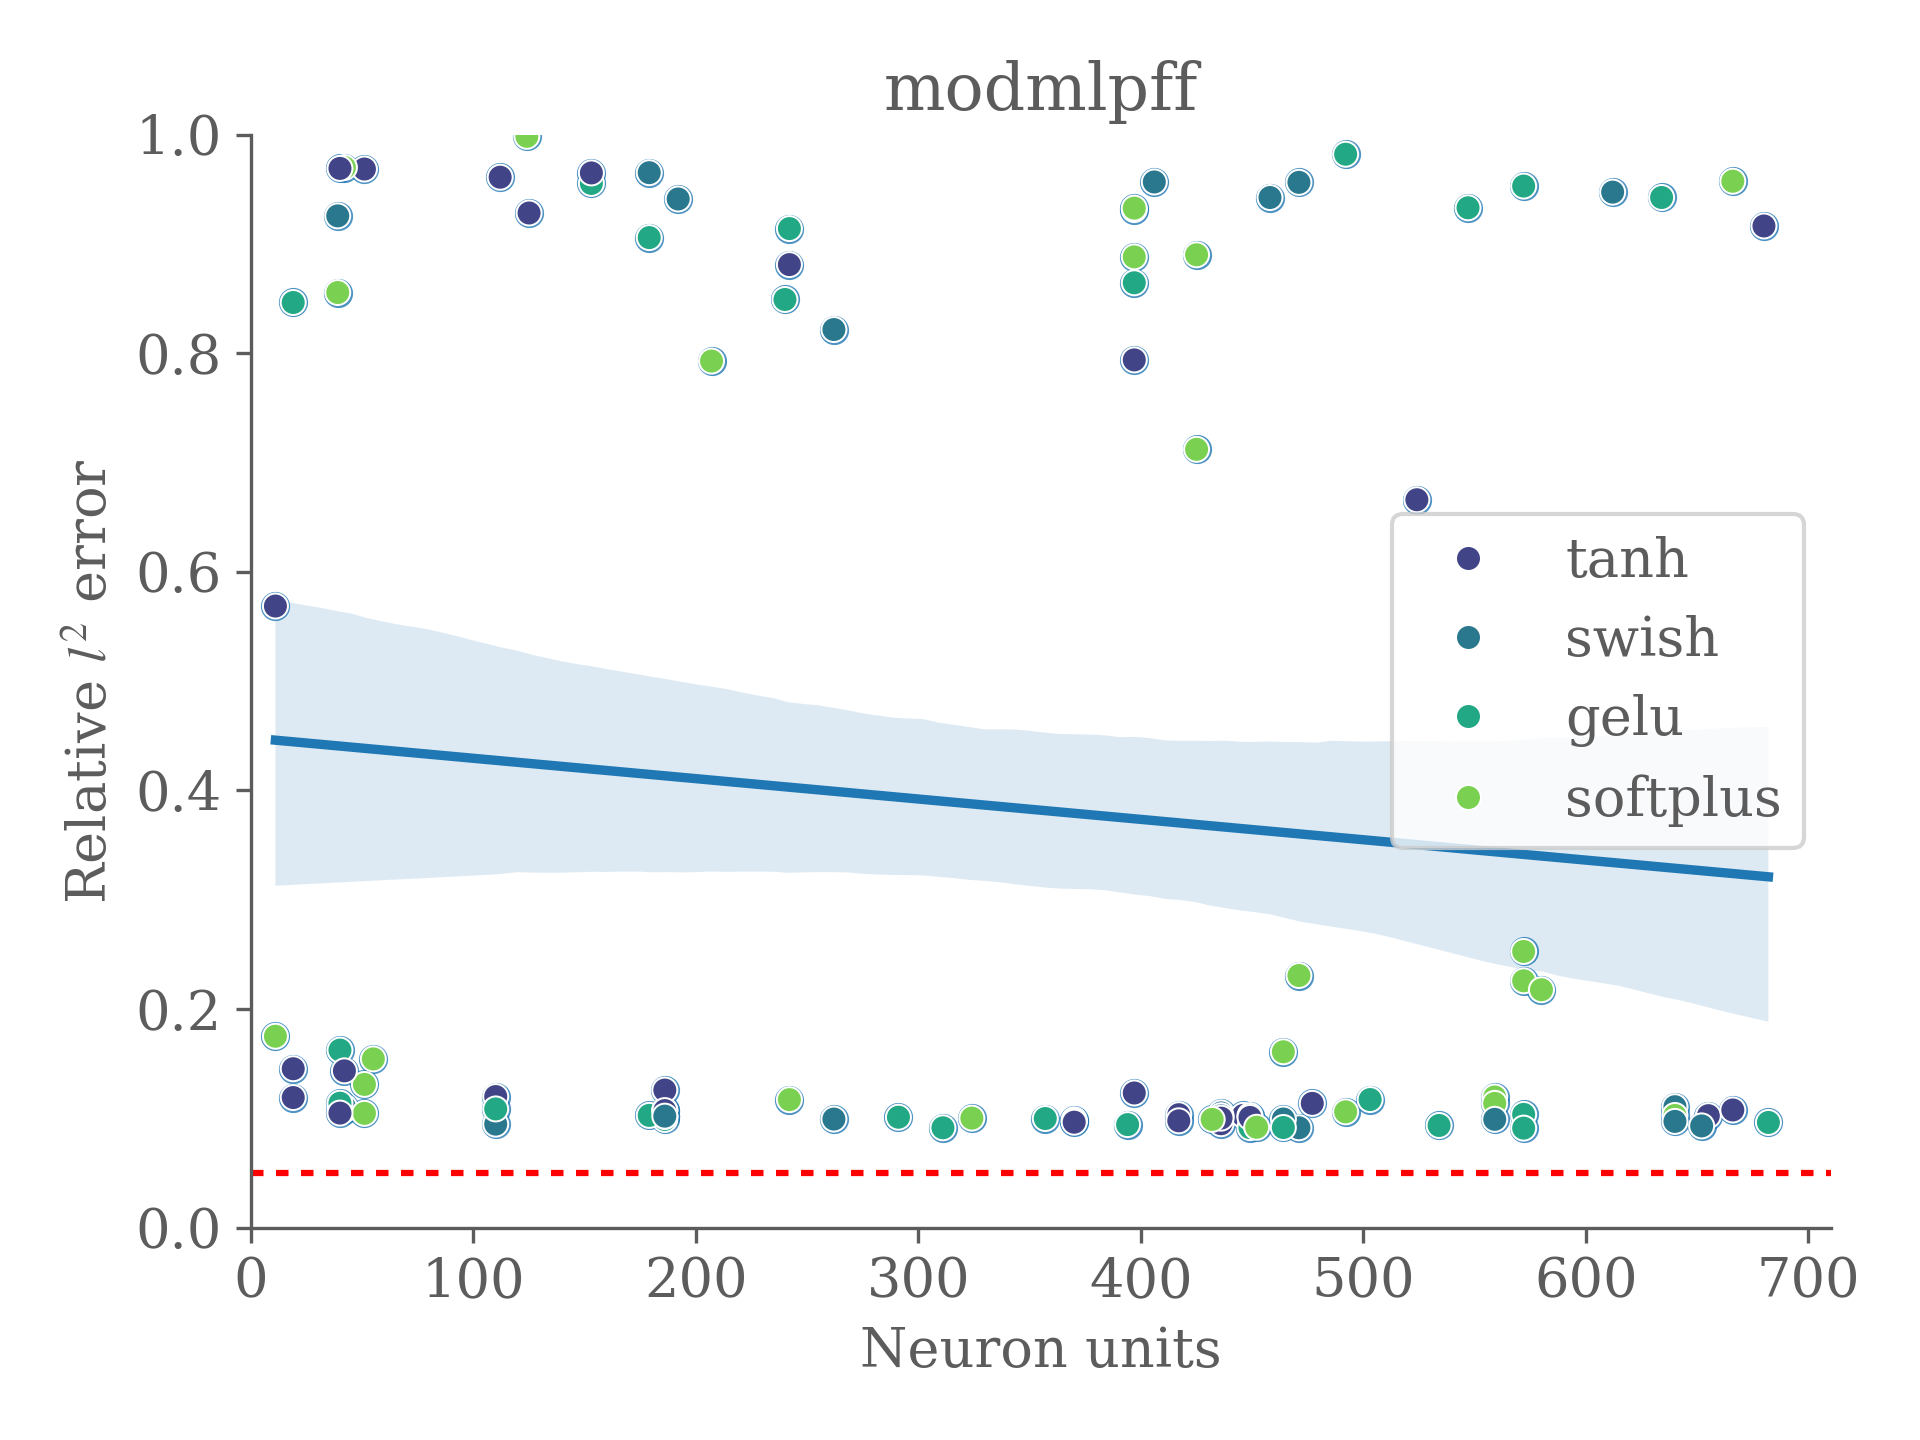 modmlpff
1.0
0.8
0.6
0.4
0.2
0.0
Relative l² error
tanh
swish
gelu
softplus
0 100 200 300 400 500 600 700
Neuron units